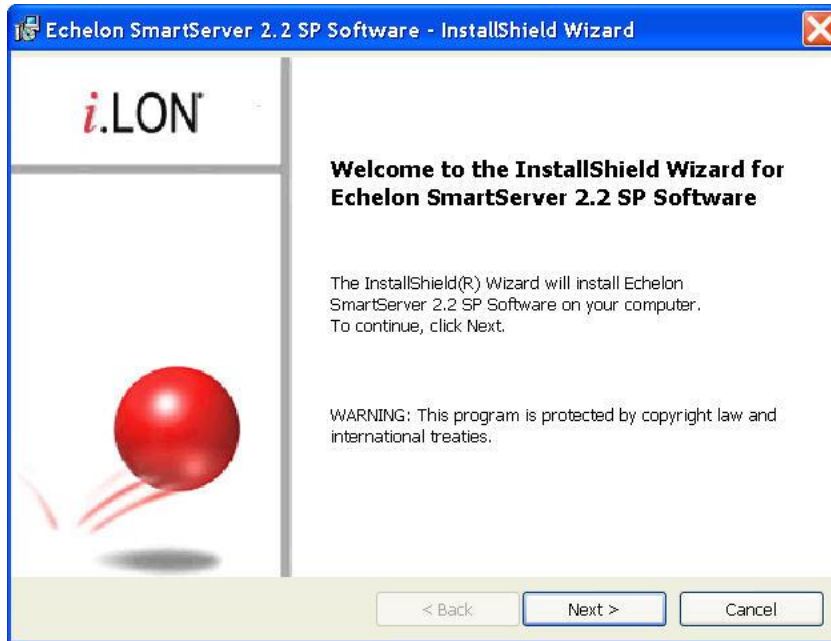 Echelon SmartServer 2.2 SP Software - InstallShield Wizard
i.LON®
Welcome to the InstallShield Wizard for
Echelon SmartServer 2.2 SP Software
The InstallShield(R) Wizard will install Echelon
SmartServer 2.2 SP Software on your computer.
To continue, click Next.
WARNING: This program is protected by copyright law and
international treaties.
< Back
Next >
Cancel